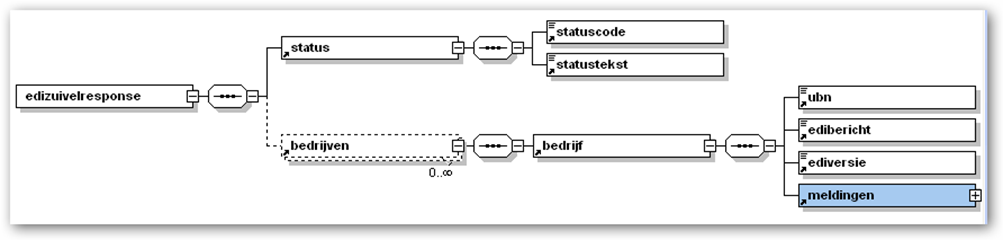 edizuivelresponse
status
statuscode
statustekst
bedrijven
0..∞
bedrijf
ubn
edibericht
ediversie
meldingen